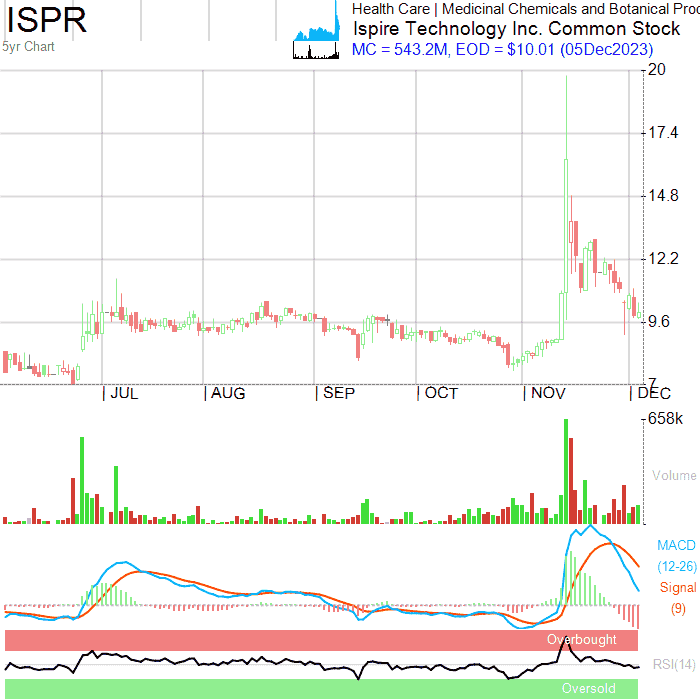 ISPR
5yr Chart
Health Care | Medicinal Chemicals and Botanical Proc
Ispire Technology Inc. Common Stock
MC = 543.2M, EOD = $10.01 (05Dec2023)
20
17.4
14.8
12.2
9.6
7
JUL AUG SEP OCT NOV DEC
658k
Volume
MACD
(12-26)
Signal
(9)
Overbought
RSI(14)
Oversold